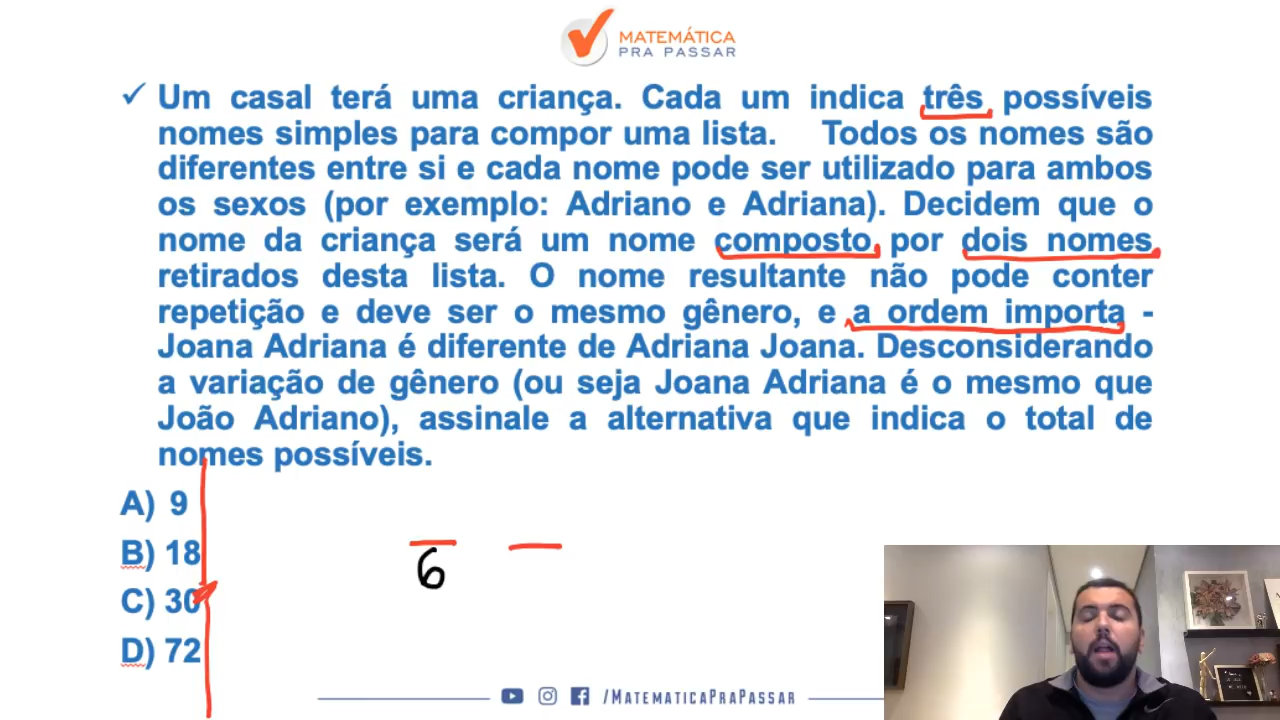 MATEMÁTICA
PRA PASSAR
✓ Um casal terá uma criança. Cada um indica três possíveis
nomes simples para compor uma lista. Todos os nomes são
diferentes entre si e cada nome pode ser utilizado para ambos
os sexos (por exemplo: Adriano e Adriana). Decidem que o
nome da criança será um nome composto por dois nomes
retirados desta lista. O nome resultante não pode conter
repetição e deve ser o mesmo gênero, e a ordem importa -
Joana Adriana é diferente de Adriana Joana. Desconsiderando
a variação de gênero (ou seja Joana Adriana é o mesmo que
João Adriano), assinale a alternativa que indica o total de
nomes possíveis.
A) 9
B) 18
C) 30
D) 72
6
/MATEMATICAPRAPASSAR